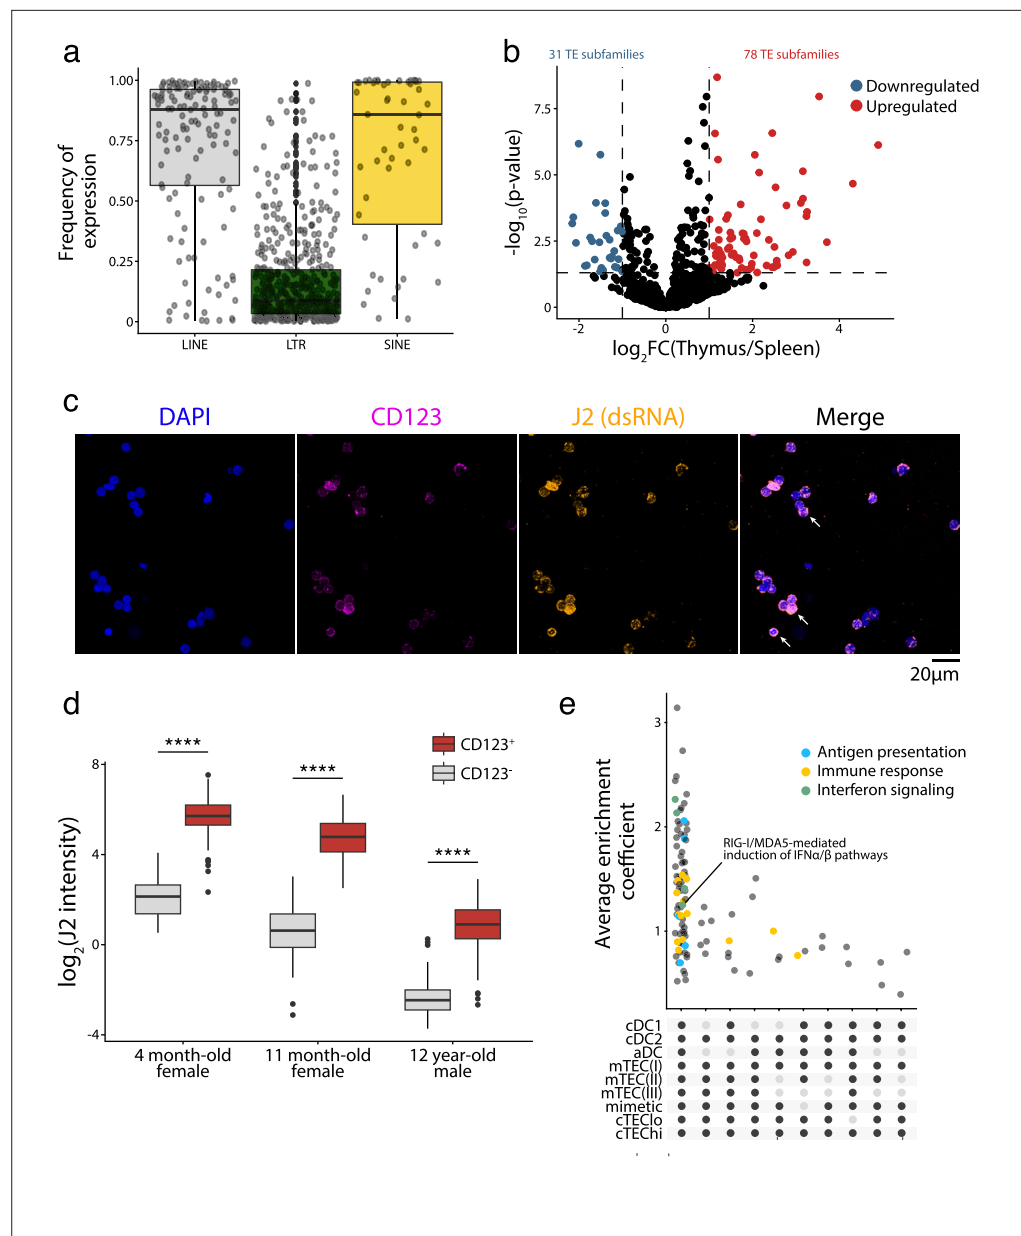 a
1.00
0.75
0.50
0.25
0
Frequency of
expression
LINE
LTR
SINE
b
31 TE subfamilies
78 TE subfamilies
Downregulated
Upregulated
7.5
5.0
2.5
0
-log10(p-value)
-2
0
2
4
log2FC(Thymus/Spleen)
c
DAPI
CD123
J2 (dsRNA)
Merge
20μm
d
****
****
****
CD123+
CD123-
8
4
0
-4
log2(J2 intensity)
4 month-old
female
11 month-old
female
12 year-old
male
e
3
2
1
Average enrichment
coefficient
Antigen presentation
Immune response
Interferon signaling
RIG-I/MDA5-mediated
induction of IFNα/β pathways
cDC1
cDC2
aDC
mTEC(I)
mTEC(II)
mTEC(III)
mimetic
cTEClo
cTEChi